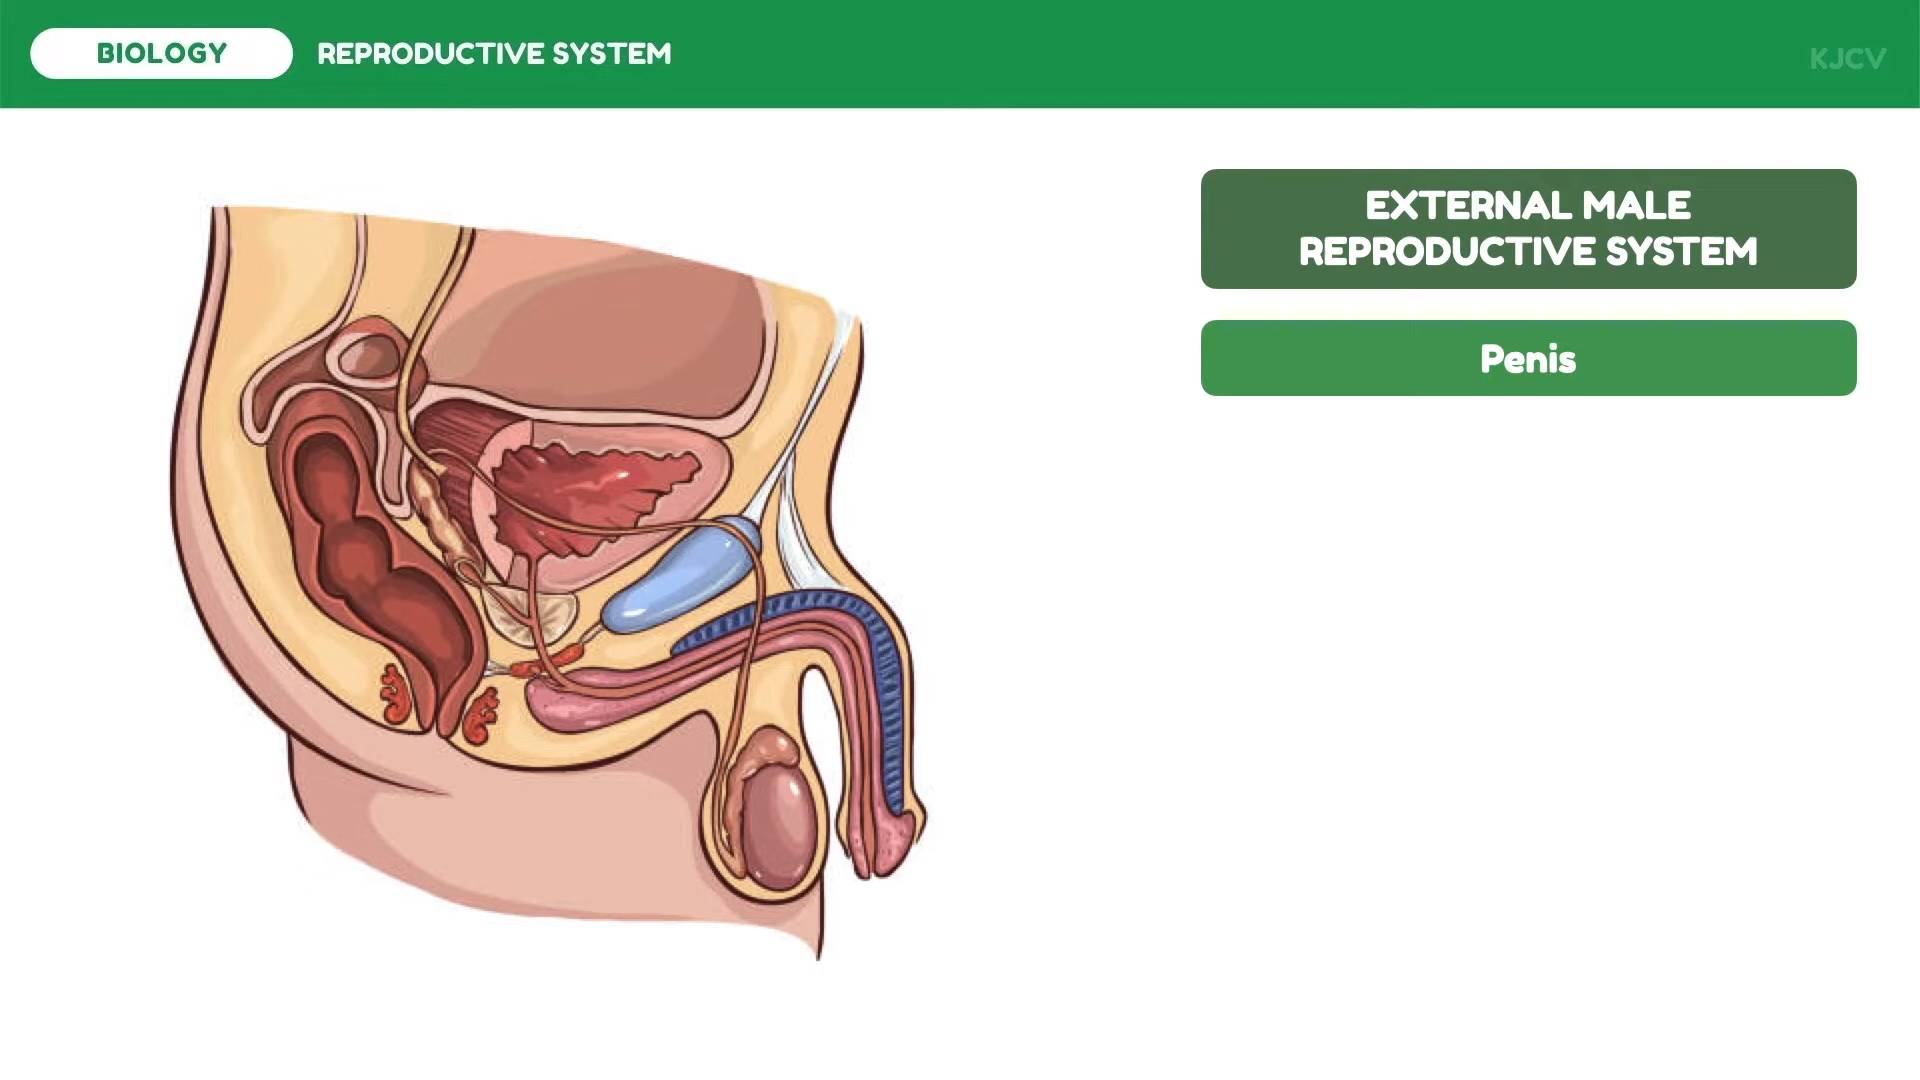 BIOLOGY
REPRODUCTIVE SYSTEM
KJCV
EXTERNAL MALE
REPRODUCTIVE SYSTEM
Penis